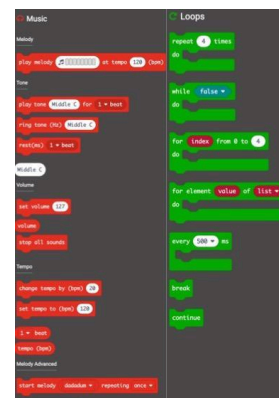 Music
Melody
play melody at tempo 120 (bpm)
Tone
play tone Middle C for 1 beat
ring tone (Hz) Middle C
rest(ms) 1 beat
Middle C
Volume
set volume 127
volume
stop all sounds
Tempo
change tempo by (bpm) 20
set tempo to (bpm) 120
1 beat
tempo (bpm)
Melody Advanced
start melody dadadum repeating once
Loops
repeat 4 times
do
while false
do
for index from 0 to 4
do
for element value of list
do
every 500 ms
break
continue